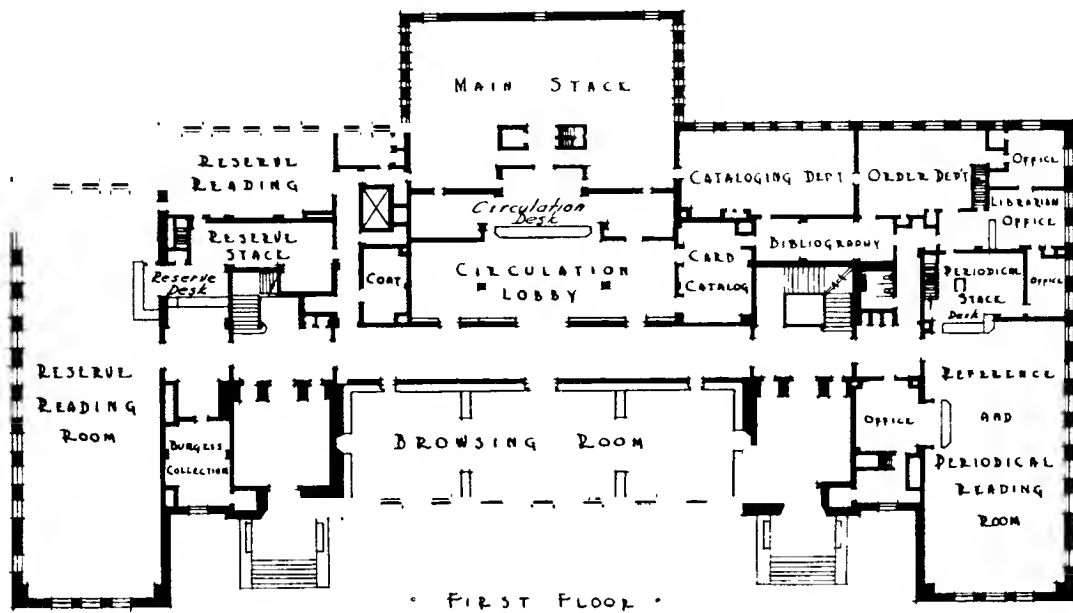 MAIN STACK
RESERVE
READING
CATALOGING DEPT
ORDER DEP'T
OFFICE
LIBRARIAN
OFFICE
Circulation
Desk
RESERVE
STACK
BIBLIOGRAPHY
Reserve
Desk
COAT
CIRCULATION
LOBBY
CARD
CATALOG
PERIODICAL
STACK
Desk
OFFICE
RESERVE
READING
ROOM
BURGESS
COLLECTION
BROWSING ROOM
OFFICE
REFERENCE
AND
PERIODICAL
READING
ROOM
· FIRST FLOOR ·